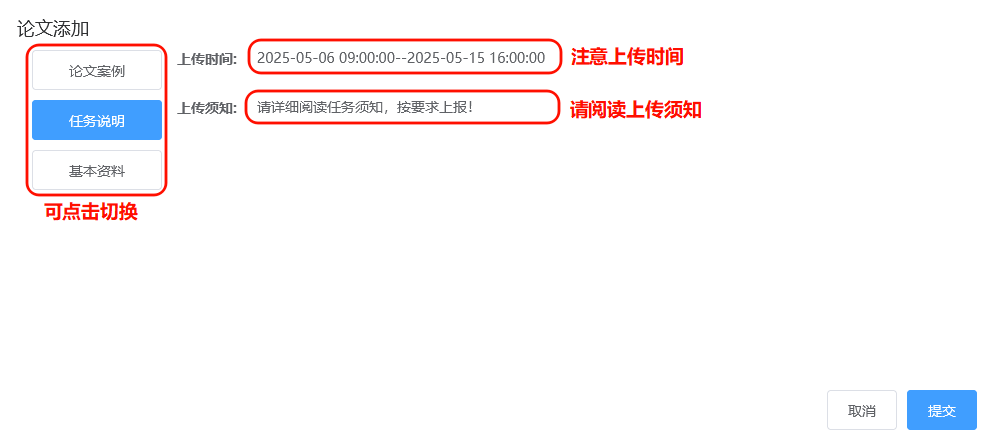 论文添加
论文案例
任务说明
基本资料
可点击切换
上传时间: 2025-05-06 09:00:00--2025-05-15 16:00:00 注意上传时间
上传须知: 请详细阅读任务须知，按要求上报！ 请阅读上传须知
取消 提交